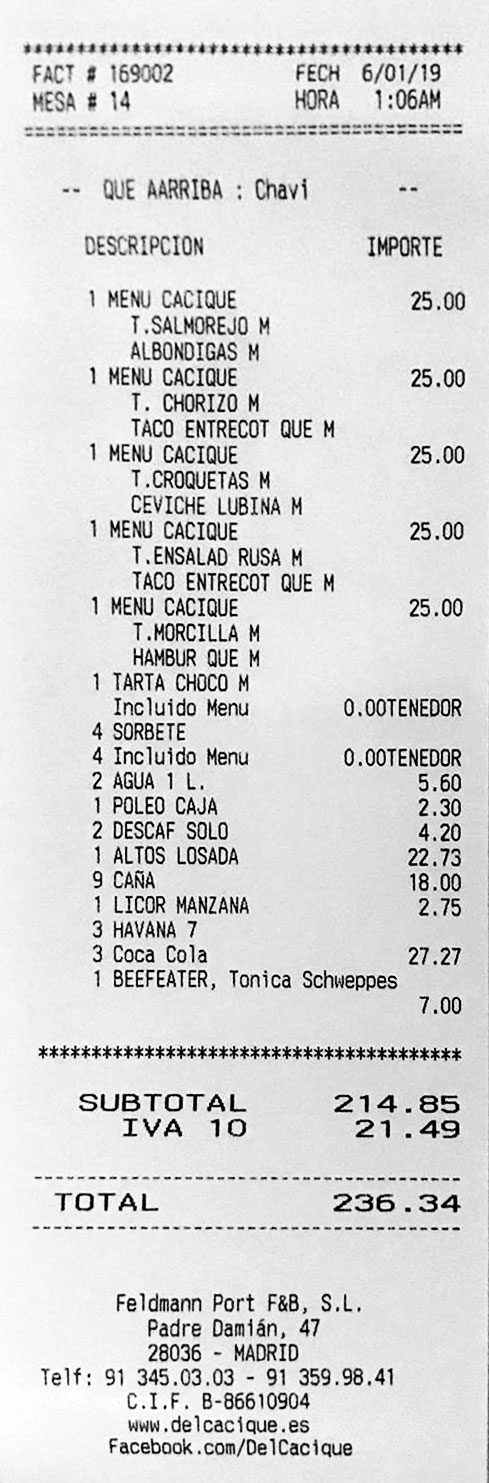 ****************************************
FACT # 169002 FECH 6/01/19
MESA # 14 HORA 1:06AM
========================================
-- QUE AARRIBA : Chavi --
DESCRIPCION IMPORTE
1 MENU CACIQUE 25.00
T.SALMOREJO M
ALBONDIGAS M
1 MENU CACIQUE 25.00
T. CHORIZO M
TACO ENTRECOT QUE M
1 MENU CACIQUE 25.00
T.CROQUETAS M
CEVICHE LUBINA M
1 MENU CACIQUE 25.00
T.ENSALAD RUSA M
TACO ENTRECOT QUE M
1 MENU CACIQUE 25.00
T.MORCILLA M
HAMBUR QUE M
1 TARTA CHOCO M
Incluido Menu 0.00TENEDOR
4 SORBETE
4 Incluido Menu 0.00TENEDOR
2 AGUA 1 L. 5.60
1 POLEO CAJA 2.30
2 DESCAF SOLO 4.20
1 ALTOS LOSADA 22.73
9 CAÑA 18.00
1 LICOR MANZANA 2.75
3 HAVANA 7
3 Coca Cola 27.27
1 BEEFEATER, Tonica Schweppes
7.00
****************************************
SUBTOTAL 214.85
IVA 10 21.49
----------------------------------------
TOTAL 236.34
----------------------------------------
Feldmann Port F&B, S.L.
Padre Damián, 47
28036 - MADRID
Telf: 91 345.03.03 - 91 359.98.41
C.I.F. B-86610904
www.delcacique.es
Facebook.com/DelCacique